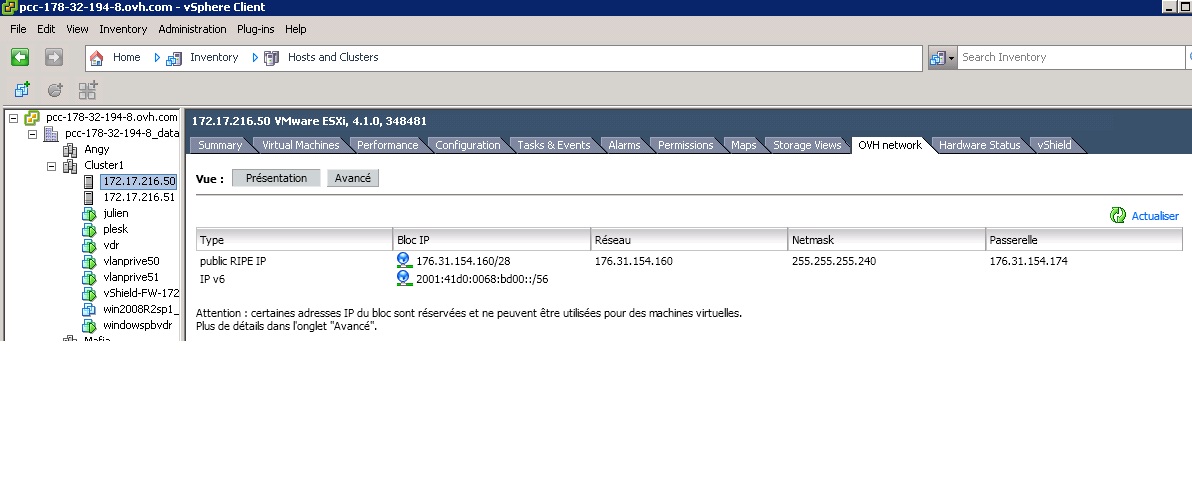 pcc-178-32-194-8.ovh.com - vSphere Client
File Edit View Inventory Administration Plug-ins Help
Home Inventory Hosts and Clusters Search Inventory
pcc-178-32-194-8.ovh.com
pcc-178-32-194-8_data
Angy
Cluster1
172.17.216.50
172.17.216.51
julien
plesk
vdr
vlanprive50
vlanprive51
vShield-FW-172
win2008R2sp1_
windowspbvdr
172.17.216.50 VMware ESXi, 4.1.0, 348481
Summary Virtual Machines Performance Configuration Tasks & Events Alarms Permissions Maps Storage Views OVH network Hardware Status vShield
Vue : Présentation Avancé
Actualiser
Type Bloc IP Réseau Netmask Passerelle
public RIPE IP 176.31.154.160/28 176.31.154.160 255.255.255.240 176.31.154.174
IP v6 2001:41d0:0068:bd00::/56
Attention : certaines adresses IP du bloc sont réservées et ne peuvent être utilisées pour des machines virtuelles.
Plus de détails dans l'onglet "Avancé".